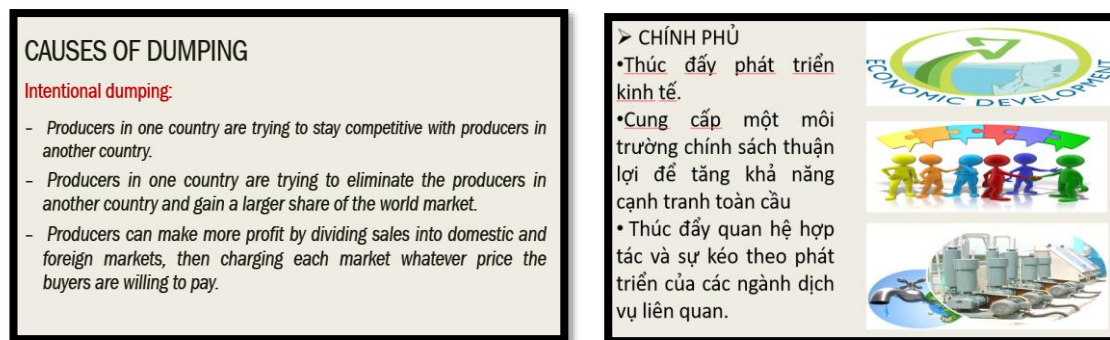 CAUSES OF DUMPING
Intentional dumping:
– Producers in one country are trying to stay competitive with producers in
another country.
– Producers in one country are trying to eliminate the producers in
another country and gain a larger share of the world market.
– Producers can make more profit by dividing sales into domestic and
foreign markets, then charging each market whatever price the
buyers are willing to pay.
➢ CHÍNH PHỦ
•Thúc đẩy phát triển
kinh tế.
•Cung cấp một môi
trường chính sách thuận
lợi để tăng khả năng
cạnh tranh toàn cầu
• Thúc đẩy quan hệ hợp
tác và sự kéo theo phát
triển của các ngành dịch
vụ liên quan.
ECONOMIC DEVELOPMENT